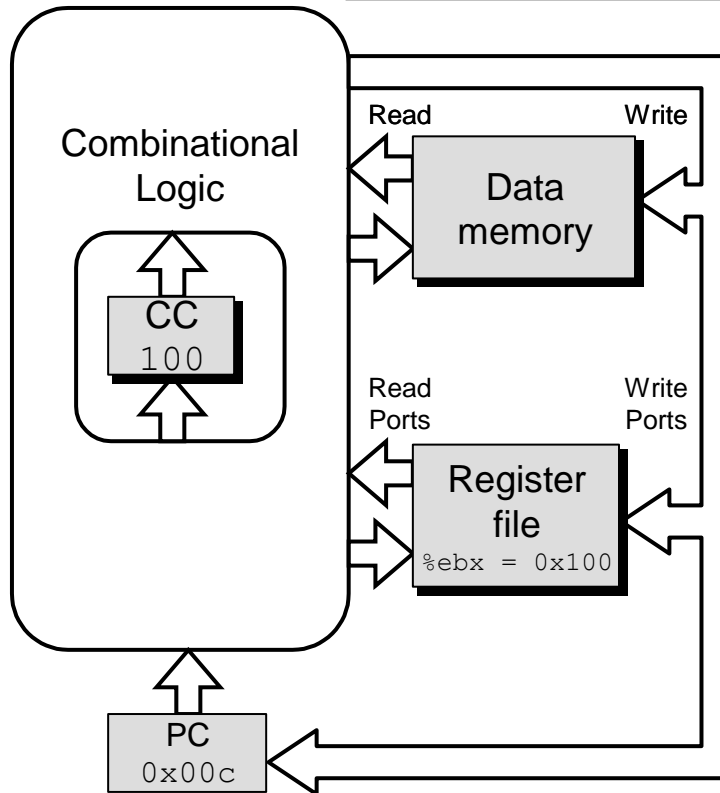 Combinational
Logic
CC
100
Read
Write
Data
memory
Read
Ports
Write
Ports
Register
file
%ebx = 0x100
PC
0x00c